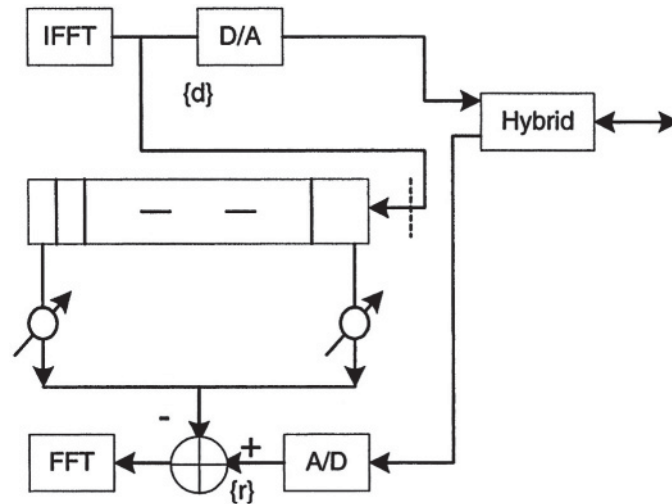 IFFT
D/A
{d}
Hybrid
-
+
FFT
A/D
{r}